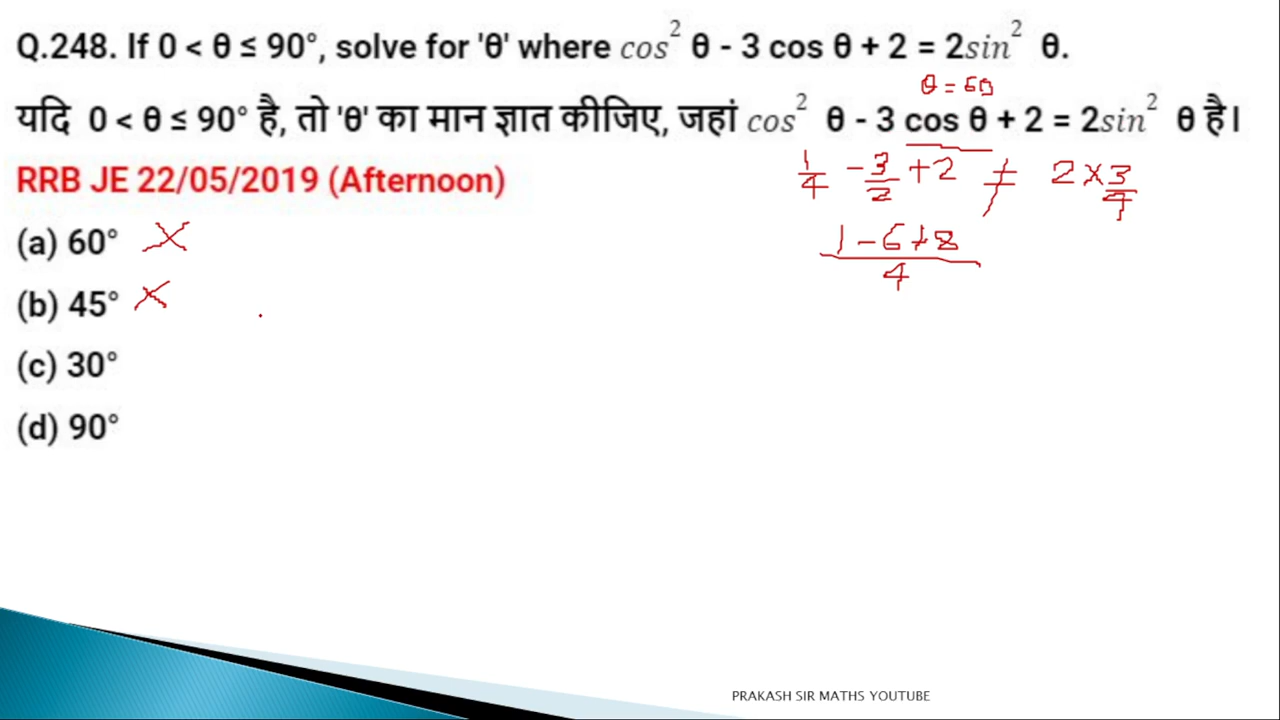 Q.248. If 0 < θ ≤ 90°, solve for 'θ' where cos² θ - 3 cos θ + 2 = 2sin² θ.
θ = 60
यदि 0 < θ ≤ 90° है, तो 'θ' का मान ज्ञात कीजिए, जहां cos² θ - 3 cos θ + 2 = 2sin² θ है।
1/4 - 3/2 + 2 ≠ 2 × 3/4
RRB JE 22/05/2019 (Afternoon)
(a) 60° ×
1 - 6 + 8 / 4
(b) 45° ×
(c) 30°
(d) 90°
PRAKASH SIR MATHS YOUTUBE